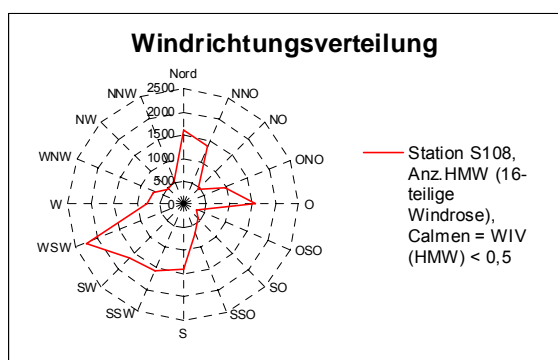 Windrichtungsverteilung
Nord
NNO
NO
ONO
O
OSO
SO
SSO
S
SSW
SW
WSW
W
WNW
NW
NNW
2500
2000
1500
1000
500
0
Station S108,
Anz.HMW (16-
teilige
Windrose),
Calmen = WIV
(HMW) < 0,5